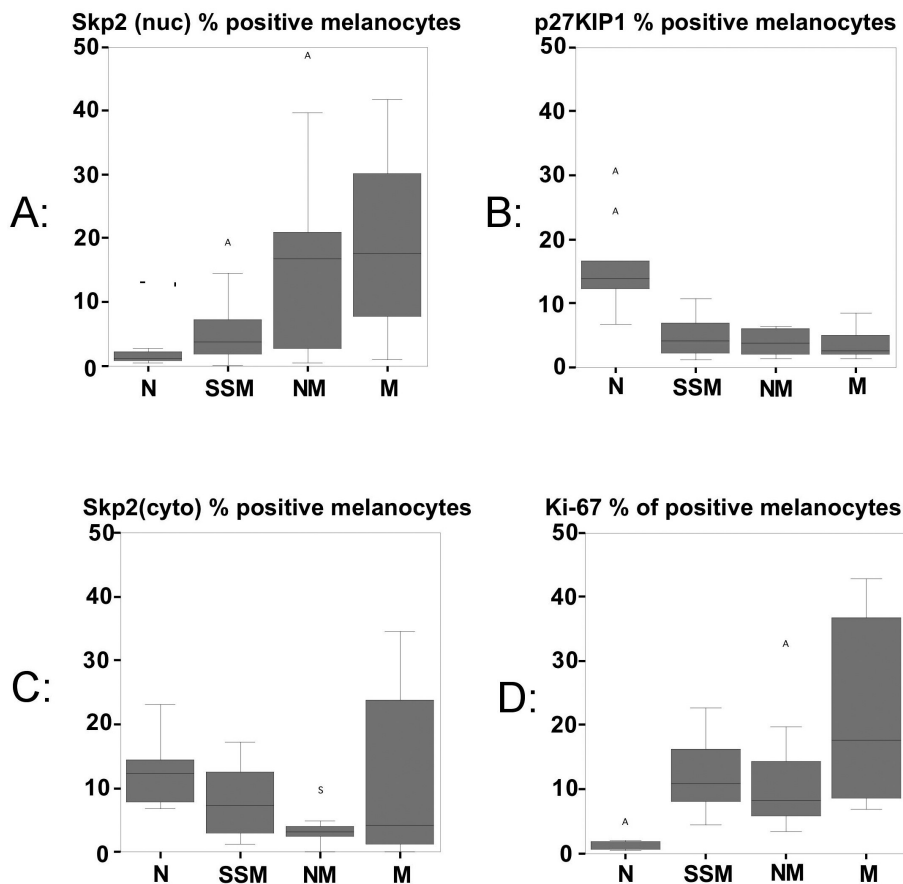 Skp2 (nuc) % positive melanocytes
A:
50
40
30
20
10
0
A
A
N SSM NM M
p27KIP1 % positive melanocytes
B:
50
40
30
20
10
0
A
A
N SSM NM M
Skp2(cyto) % positive melanocytes
C:
50
40
30
20
10
0
S
N SSM NM M
Ki-67 % of positive melanocytes
D:
50
40
30
20
10
0
A
A
N SSM NM M